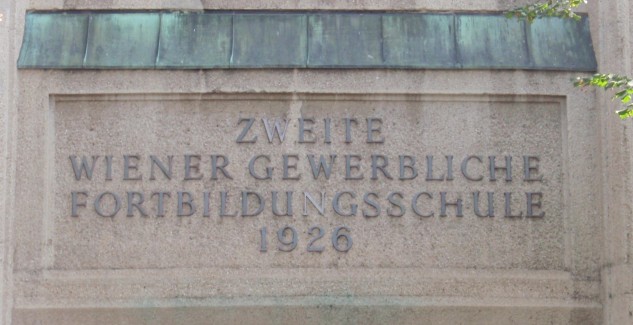 ZWEITE
WIENER GEWERBLICHE
FORTBILDUNGSSCHULE
1926